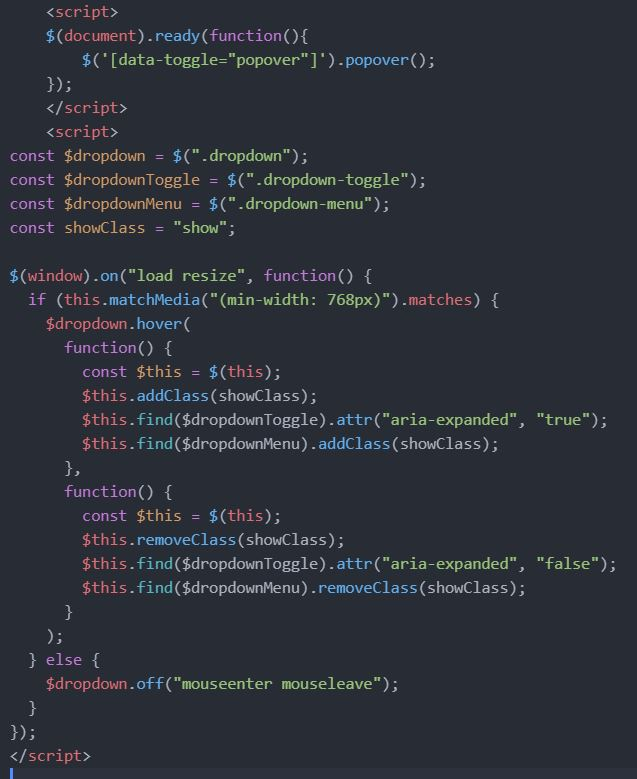 <script>
    $(document).ready(function(){
        $('[data-toggle="popover"]').popover();
    });
    </script>
    <script>
const $dropdown = $(".dropdown");
const $dropdownToggle = $(".dropdown-toggle");
const $dropdownMenu = $(".dropdown-menu");
const showClass = "show";

$(window).on("load resize", function() {
  if (this.matchMedia("(min-width: 768px)").matches) {
    $dropdown.hover(
      function() {
        const $this = $(this);
        $this.addClass(showClass);
        $this.find($dropdownToggle).attr("aria-expanded", "true");
        $this.find($dropdownMenu).addClass(showClass);
      },
      function() {
        const $this = $(this);
        $this.removeClass(showClass);
        $this.find($dropdownToggle).attr("aria-expanded", "false");
        $this.find($dropdownMenu).removeClass(showClass);
      }
    );
  } else {
    $dropdown.off("mouseenter mouseleave");
  }
});
</script>